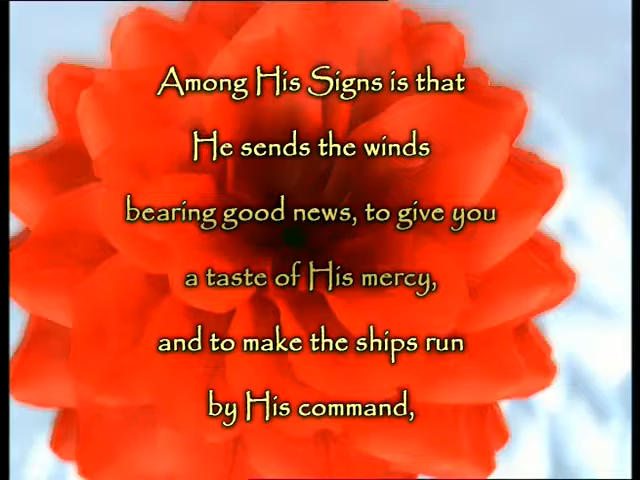 Among His Signs is that
He sends the winds
bearing good news, to give you
a taste of His mercy,
and to make the ships run
by His command,